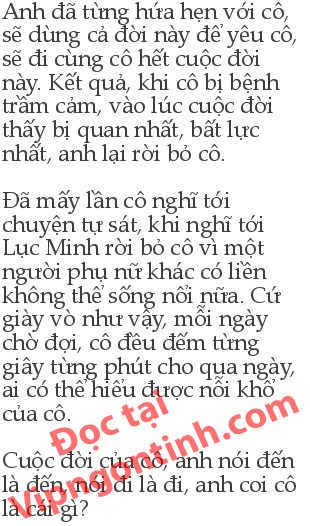 Anh đã từng hứa hẹn với cô,
sẽ dùng cả đời này để yêu cô,
sẽ đi cùng cô hết cuộc đời
này. Kết quả, khi cô bị bệnh
trầm cảm, vào lúc cuộc đời
thấy bị quan nhất, bất lực
nhất, anh lại rời bỏ cô.
Đã mấy lần cô nghĩ tới
chuyện tự sát, khi nghĩ tới
Lục Minh rời bỏ cô vì một
người phụ nữ khác có liền
không thể sống nổi nữa. Cứ
giày vò như vậy, mỗi ngày
chờ đợi, cô đều đếm từng
giây từng phút cho qua ngày,
ai có thể hiểu được nỗi khổ
của cô.
Đọc tại
Vipngontinh.com
Cuộc đời của cô, anh nói đến
là đến, nói đi là đi, anh coi cô
là cái gì?